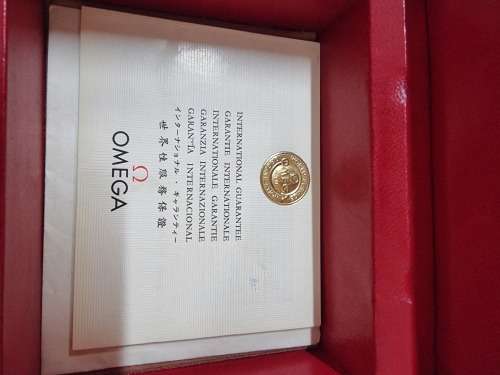 INTERNATIONAL GUARANTEE
GARANTIE INTERNATIONALE
INTERNATIONALE GARANTIE
GARANZIA INTERNAZIONALE
GARANTÍA INTERNACIONAL
インターナショナル・ギャランティー
世界性服務保證
Ω
OMEGA